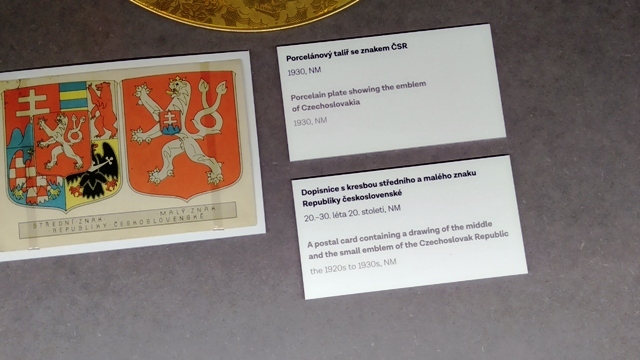 Porcelánový talíř se znakem ČSR
1930, NM
Porcelain plate showing the emblem
of Czechoslovakia
1930, NM
STŘEDNÍ ZNAK
MALÝ ZNAK
REPUBLIKY ČESKOSLOVENSKÉ
Dopisnice s kresbou středního a malého znaku
Republiky československé
20.-30. léta 20. století, NM
A postal card containing a drawing of the middle
and the small emblem of the Czechoslovak Republic
the 1920s to 1930s, NM